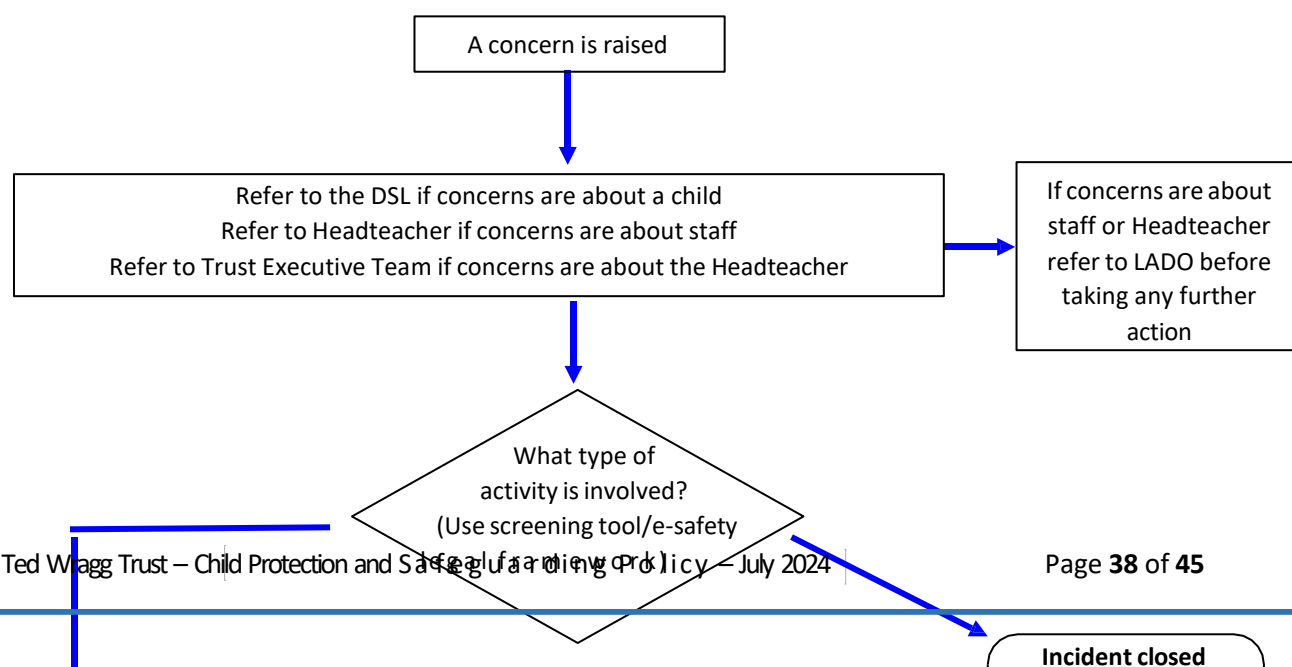 A concern is raised
Refer to the DSL if concerns are about a child
Refer to Headteacher if concerns are about staff
Refer to Trust Executive Team if concerns are about the Headteacher
If concerns are about
staff or Headteacher
refer to LADO before
taking any further
action
What type of
activity is involved?
(Use screening tool/e-safety
legal framework)
Ted Wragg Trust – Child Protection and Safeguarding Policy – July 2024
Page 38 of 45
Incident closed